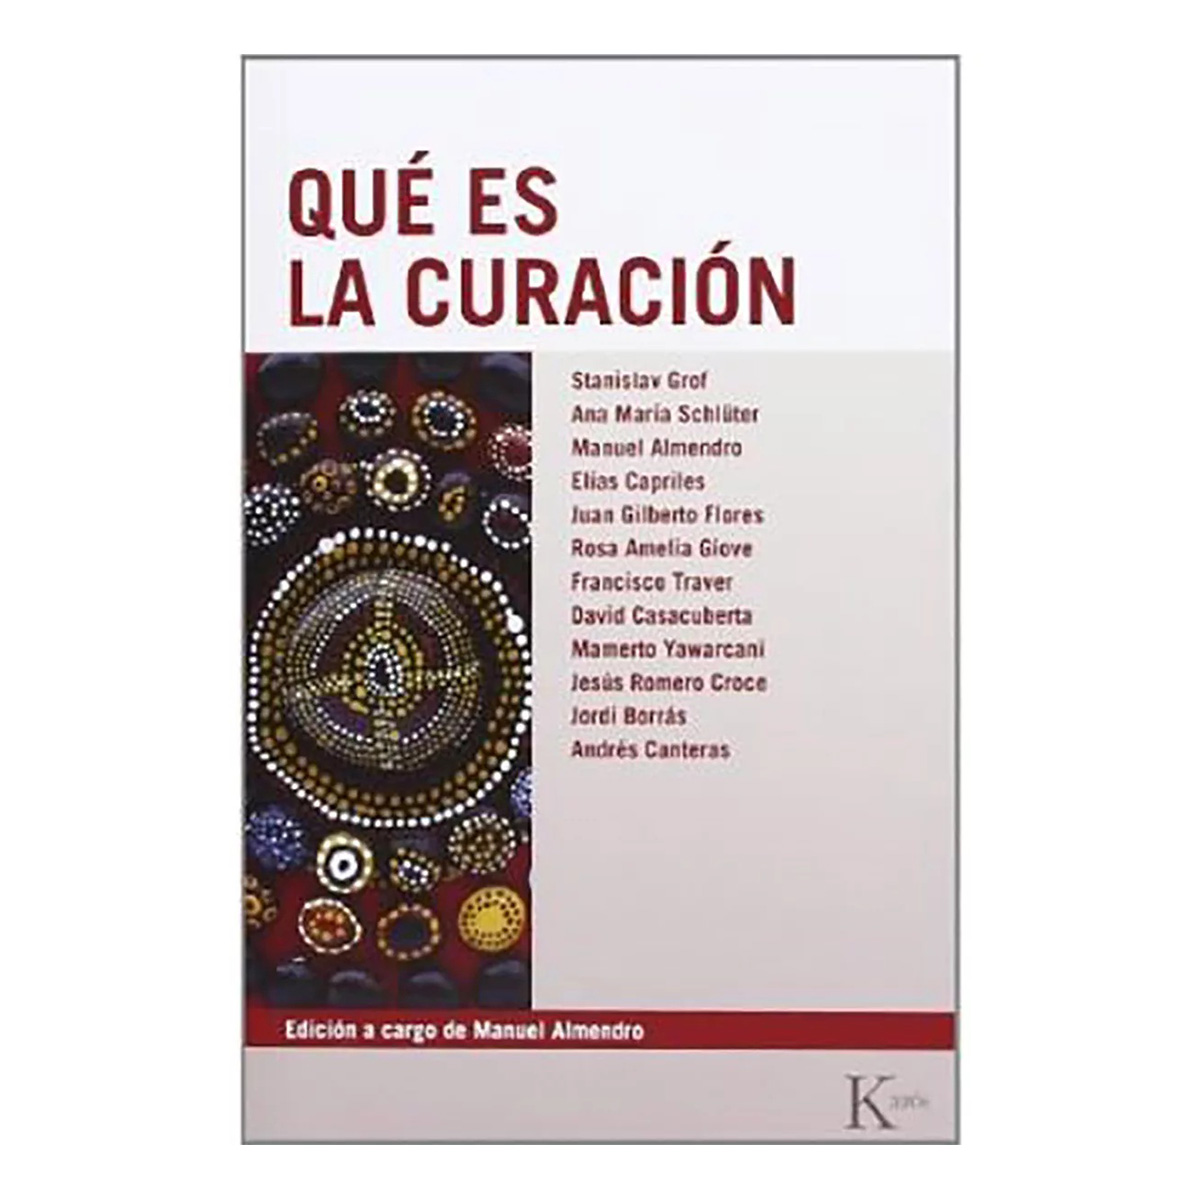 QUÉ ES
LA CURACIÓN
Stanislav Grof
Ana María Schlüter
Manuel Almendro
Elías Capriles
Juan Gilberto Flores
Rosa Amelia Giove
Francisco Traver
David Casacuberta
Mamerto Yawarcani
Jesús Romero Croce
Jordi Borrás
Andrés Canteras
Edición a cargo de Manuel Almendro
Kairós